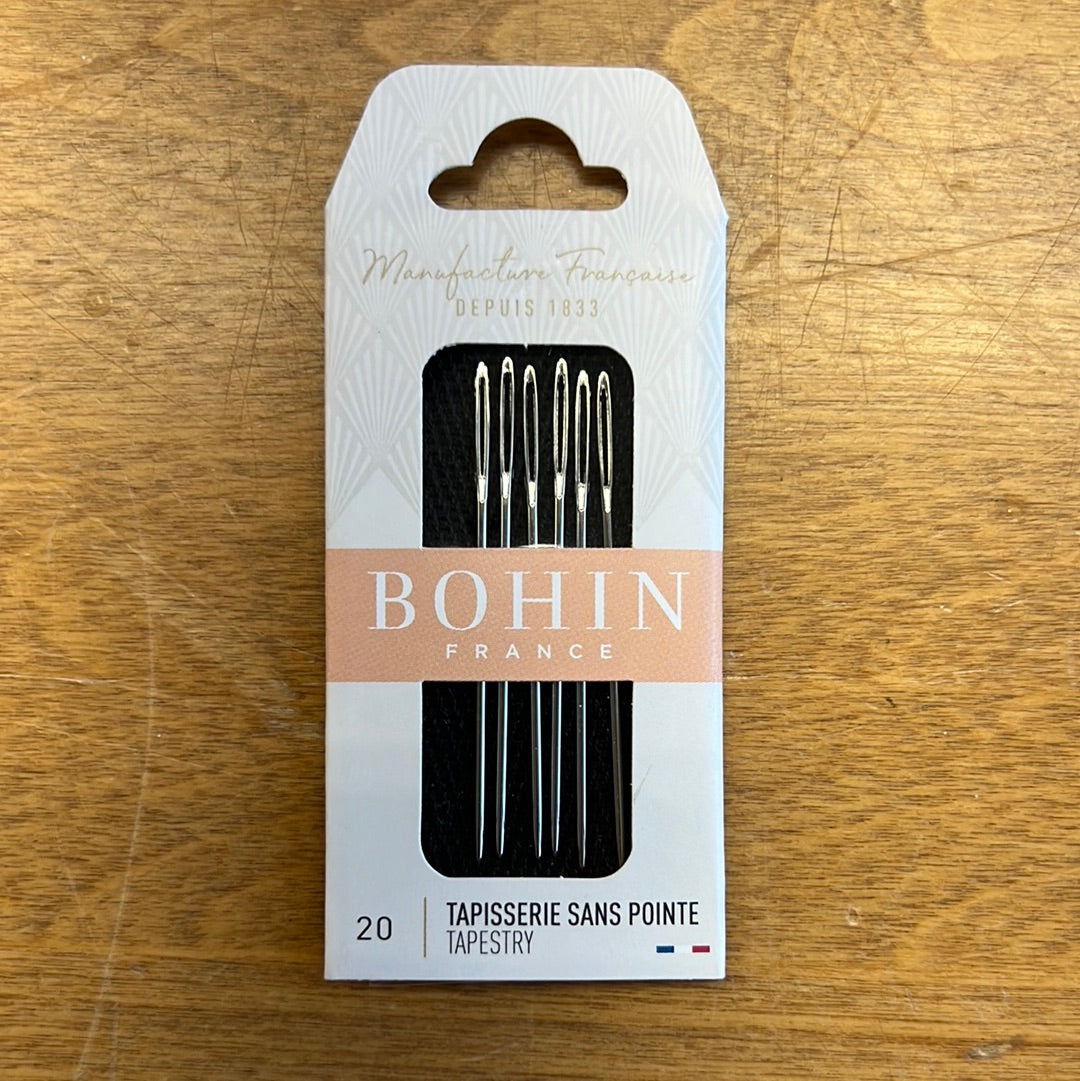 Manufacture Française
DEPUIS 1833
BOHIN
FRANCE
20
TAPISSERIE SANS POINTE
TAPESTRY